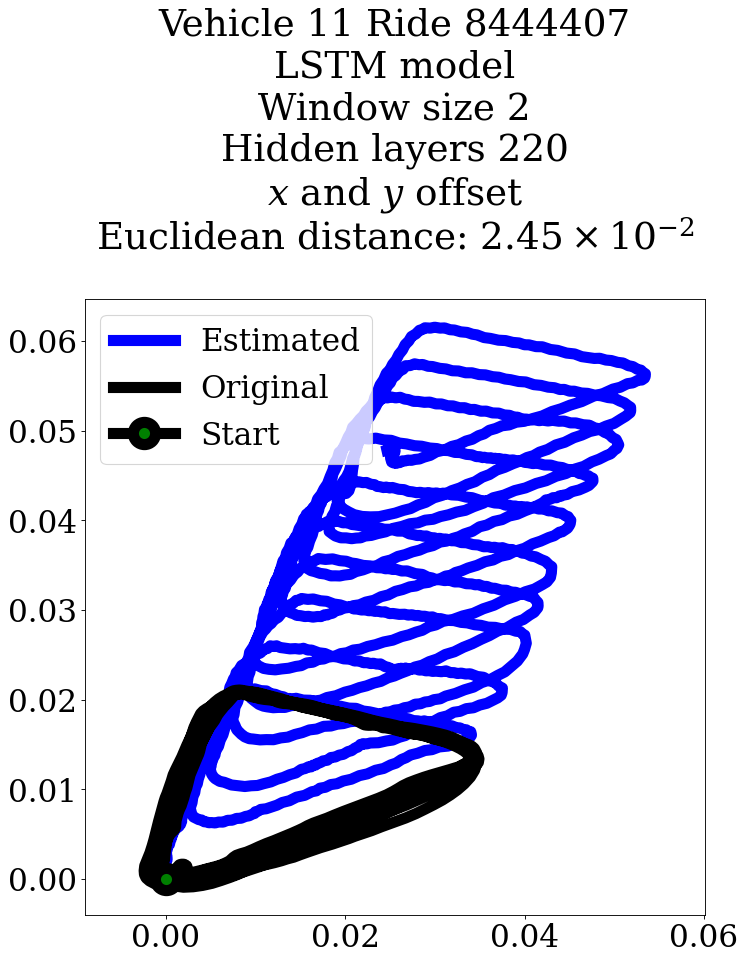 Vehicle 11 Ride 8444407
LSTM model
Window size 2
Hidden layers 220
x and y offset
Euclidean distance: 2.45 × 10⁻²
Estimated
Original
Start
0.06
0.05
0.04
0.03
0.02
0.01
0.00
0.00 0.02 0.04 0.06